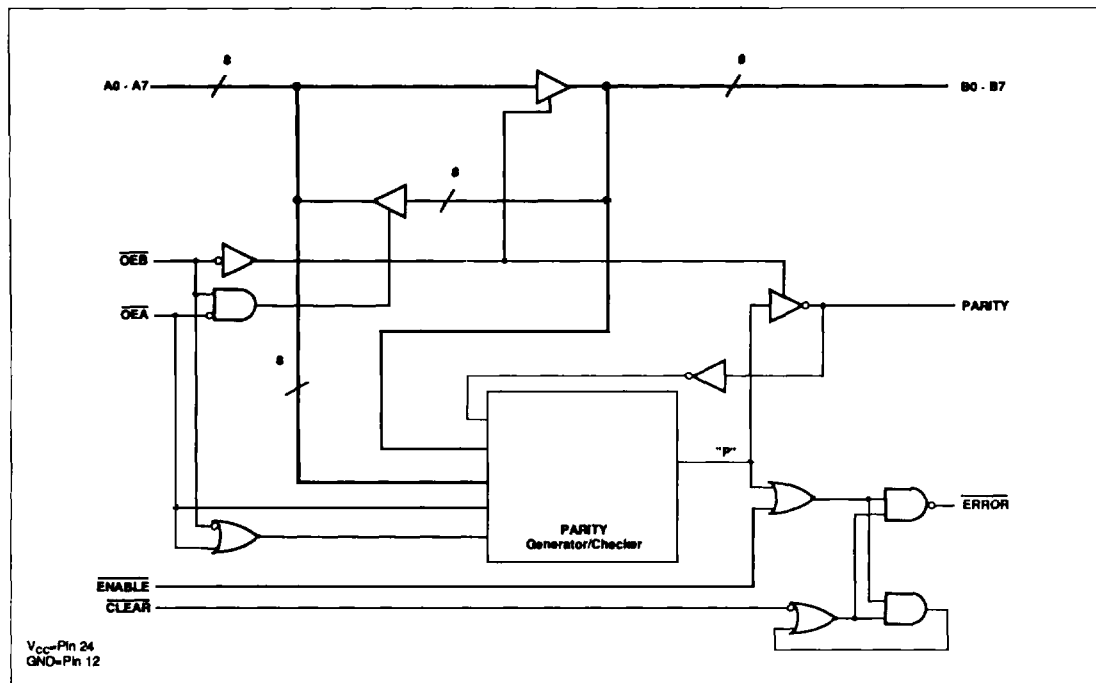 8
8
A0 - A7
B0 - B7
8
OEB
OEA
PARITY
8
"P"
ERROR
PARITY
Generator/Checker
ENABLE
CLEAR
VCC=Pin 24
GND=Pin 12